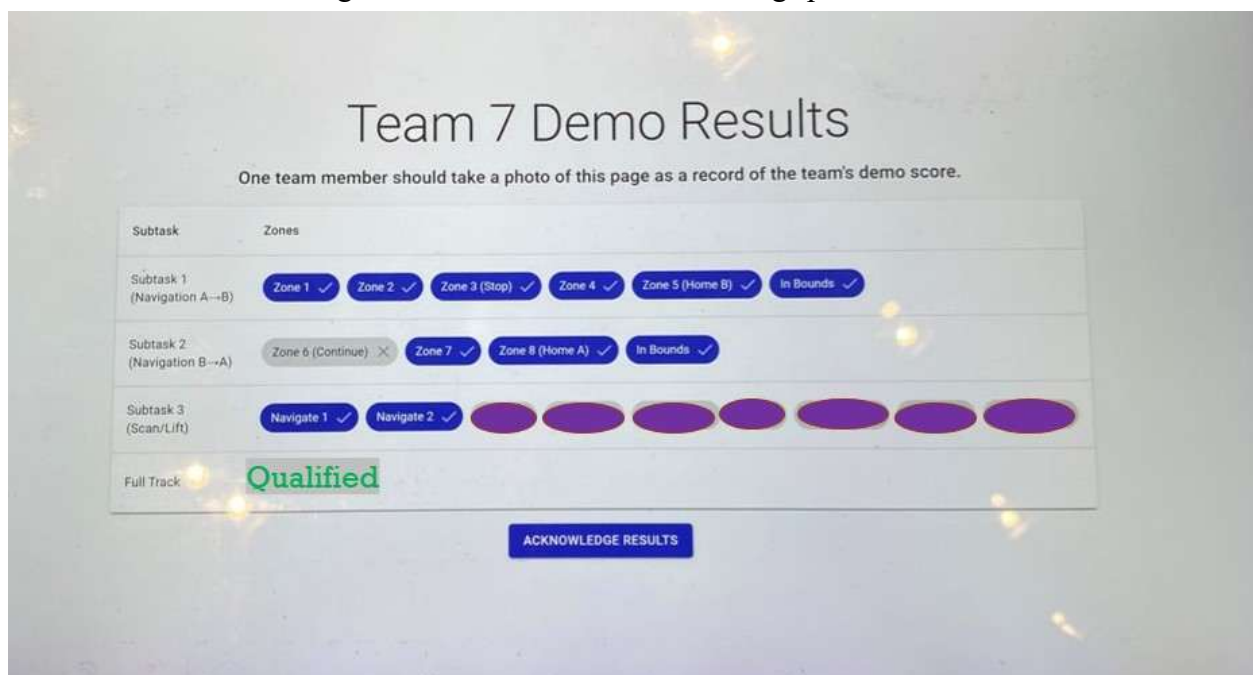 Team 7 Demo Results
One team member should take a photo of this page as a record of the team's demo score.
Subtask Zones
Subtask 1
(Navigation A→B)
Zone 1 ✓ Zone 2 ✓ Zone 3 (Stop) ✓ Zone 4 ✓ Zone 5 (Home B) ✓ In Bounds ✓
Subtask 2
(Navigation B→A)
Zone 6 (Continue) ✕ Zone 7 ✓ Zone 8 (Home A) ✓ In Bounds ✓
Subtask 3
(Scan/Lift)
Navigate 1 ✓ Navigate 2 ✓
Full Track Qualified
ACKNOWLEDGE RESULTS